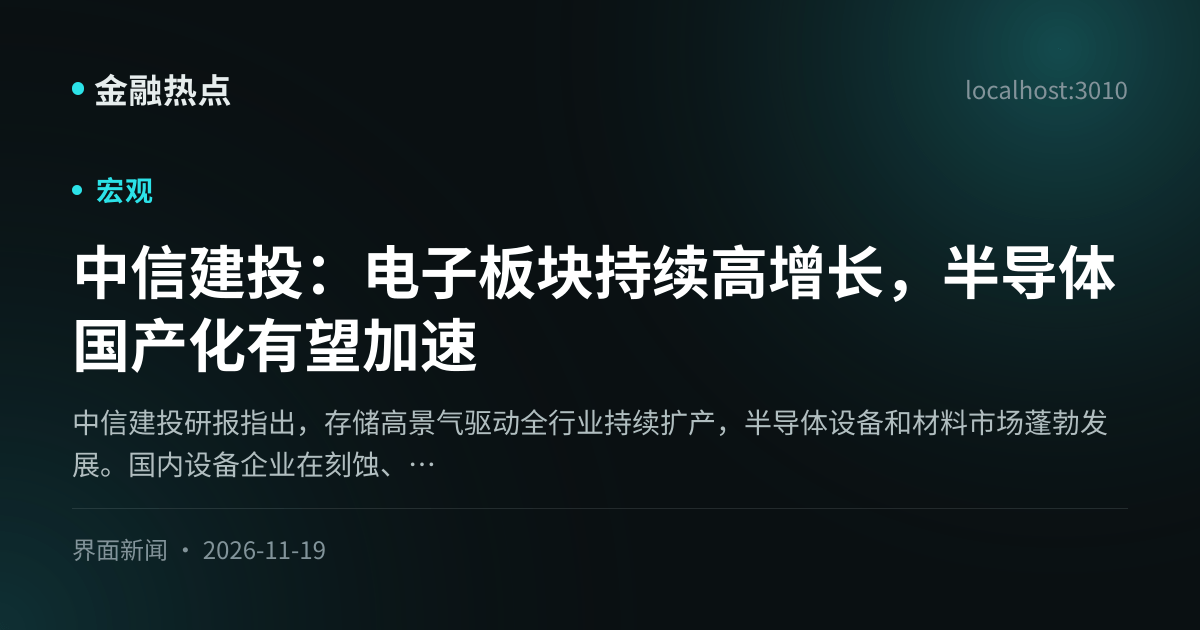 金融热点
localhost:3010
宏观
中信建投：电子板块持续高增长，半导体
国产化有望加速
中信建投研报指出，存储高景气驱动全行业持续扩产，半导体设备和材料市场蓬勃发
展。国内设备企业在刻蚀、…
界面新闻 • 2026-11-19